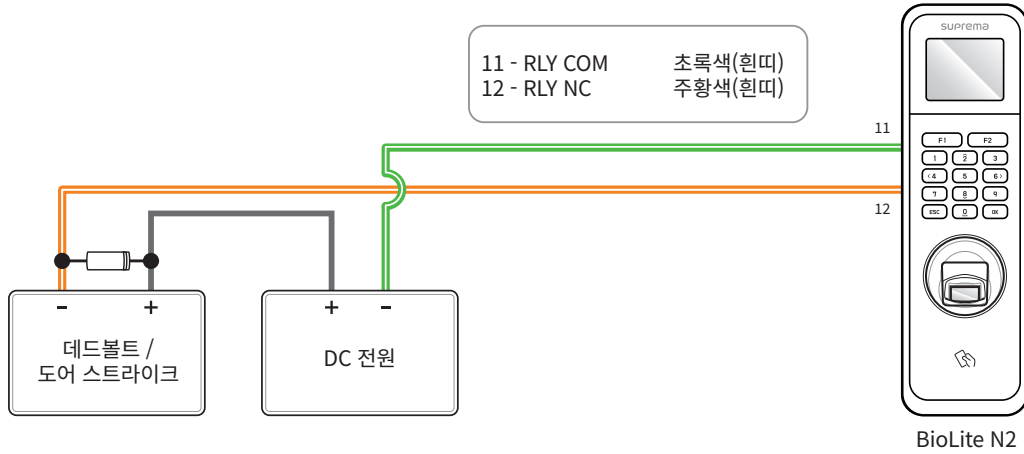 suprema
11 - RLY COM 초록색(흰띠)
12 - RLY NC 주황색(흰띠)
11
12
F1 F2
1 2 3
<4 5 6>
7 8 9
ESC 0 OK
- +
+ -
데드볼트 /
도어 스트라이크
DC 전원
BioLite N2